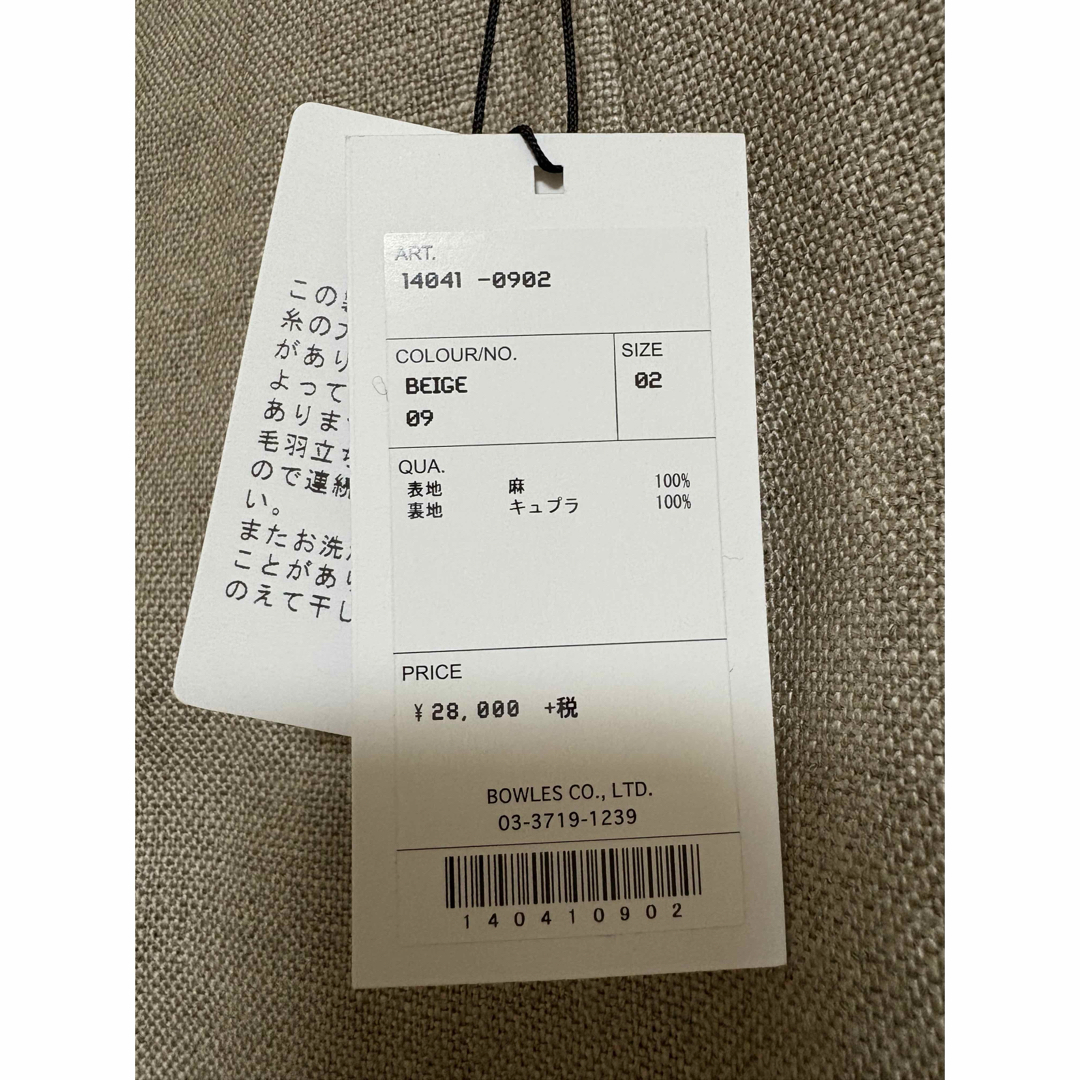 ART.
14041 -0902
COLOUR/NO.
BEIGE
09
SIZE
02
QUA.
表地 麻 100%
裏地 キュプラ 100%
PRICE
¥28,000 +税
BOWLES CO., LTD.
03-3719-1239
140410902
この
糸の
があり
よって
ありま
毛羽立
ので連続
い。
またお洗
ことがあ
のえて干し